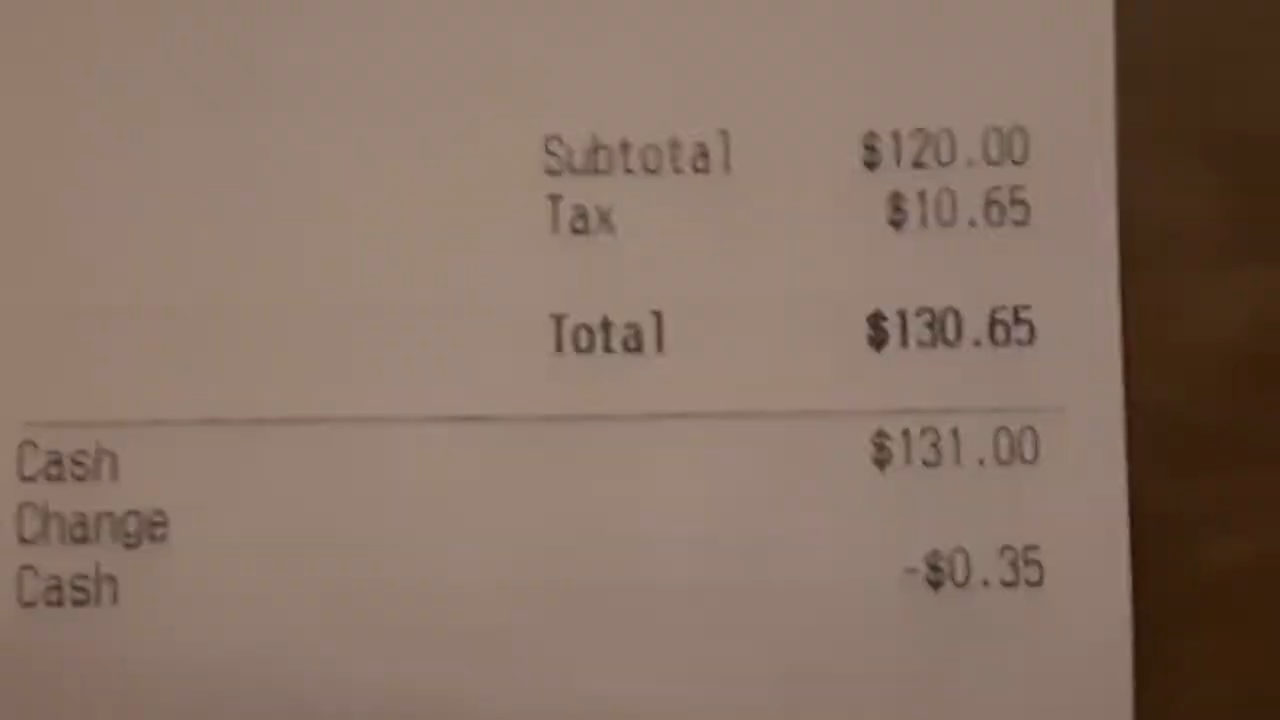 Subtotal $120.00
Tax $10.65
Total $130.65
Cash $131.00
Change
Cash -$0.35